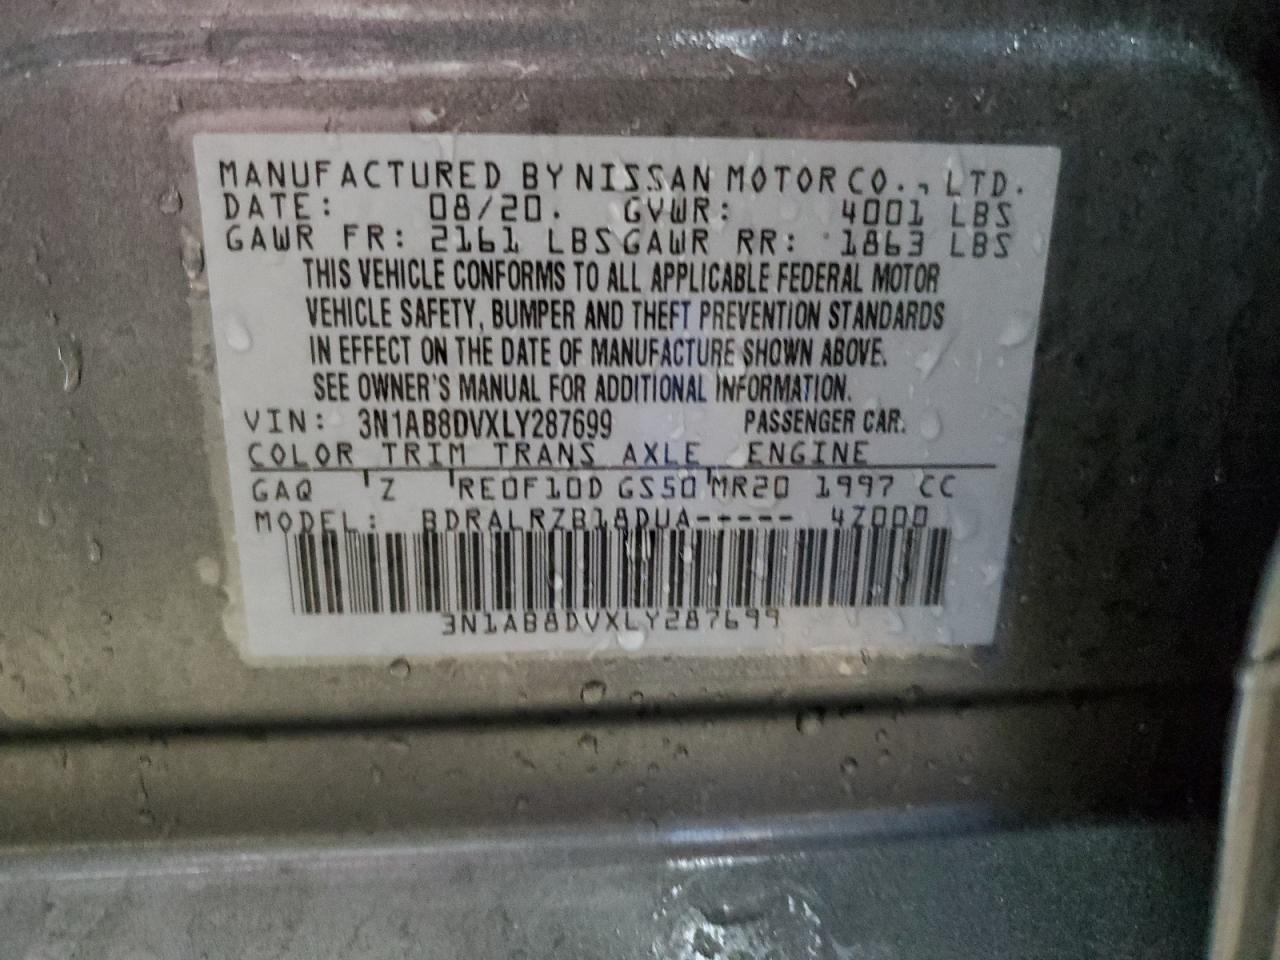 MANUFACTURED BY NISSAN MOTOR CO., LTD.
DATE: 08/20. GVWR: 4001 LBS
GAWR FR: 2161 LBS GAWR RR: 1863 LBS
THIS VEHICLE CONFORMS TO ALL APPLICABLE FEDERAL MOTOR
VEHICLE SAFETY, BUMPER AND THEFT PREVENTION STANDARDS
IN EFFECT ON THE DATE OF MANUFACTURE SHOWN ABOVE.
SEE OWNER'S MANUAL FOR ADDITIONAL INFORMATION.
VIN: 3N1AB8DVXLY287699 PASSENGER CAR.
COLOR TRIM TRANS AXLE ENGINE
GAQ Z RE0F10D GS50 MR20 1997 CC
MODEL: BDRALRZB18DUA----- 4Z000
3N1AB8DVXLY287699